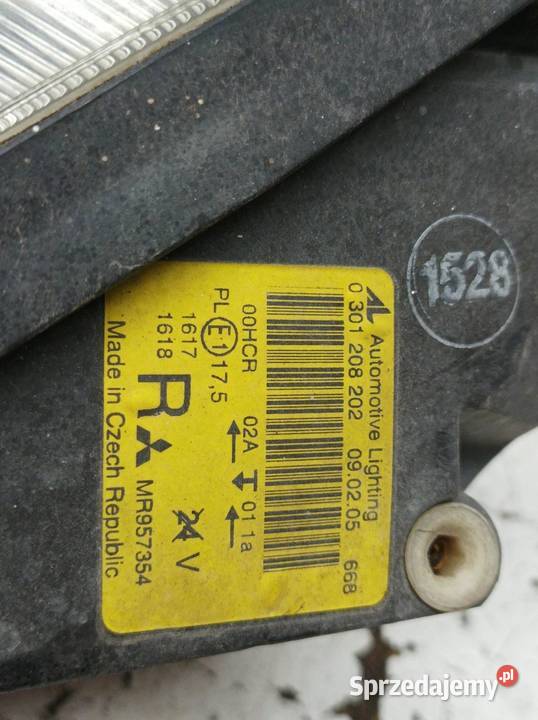 Automotive Lighting
0 301 208 202 09.02.05 668
00HCR 02A 01 1a
PL E1 17,5
1617
1618
R MR957354 24 V
Made in Czech Republic
1528
Sprzedajemy.pl